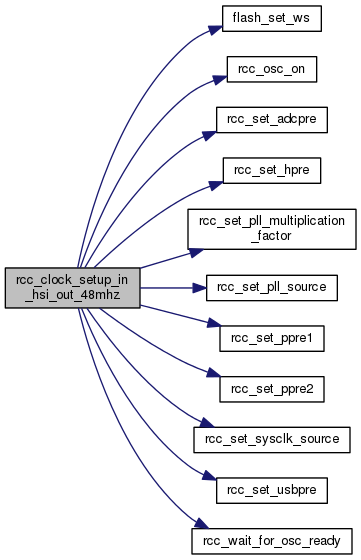 flash_set_ws
rcc_osc_on
rcc_set_adcpre
rcc_set_hpre
rcc_set_pll_multiplication
_factor
rcc_clock_setup_in
_hsi_out_48mhz
rcc_set_pll_source
rcc_set_ppre1
rcc_set_ppre2
rcc_set_sysclk_source
rcc_set_usbpre
rcc_wait_for_osc_ready